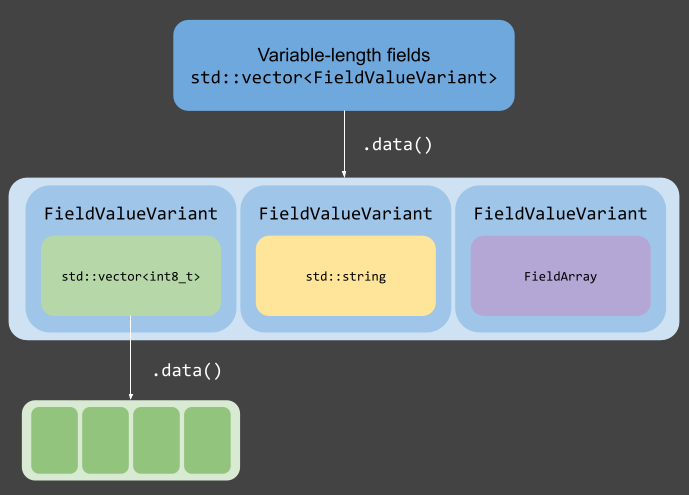 Variable-length fields
std::vector<FieldValueVariant>
.data()
FieldValueVariant
FieldValueVariant
FieldValueVariant
std::vector<int8_t>
std::string
FieldArray
.data()